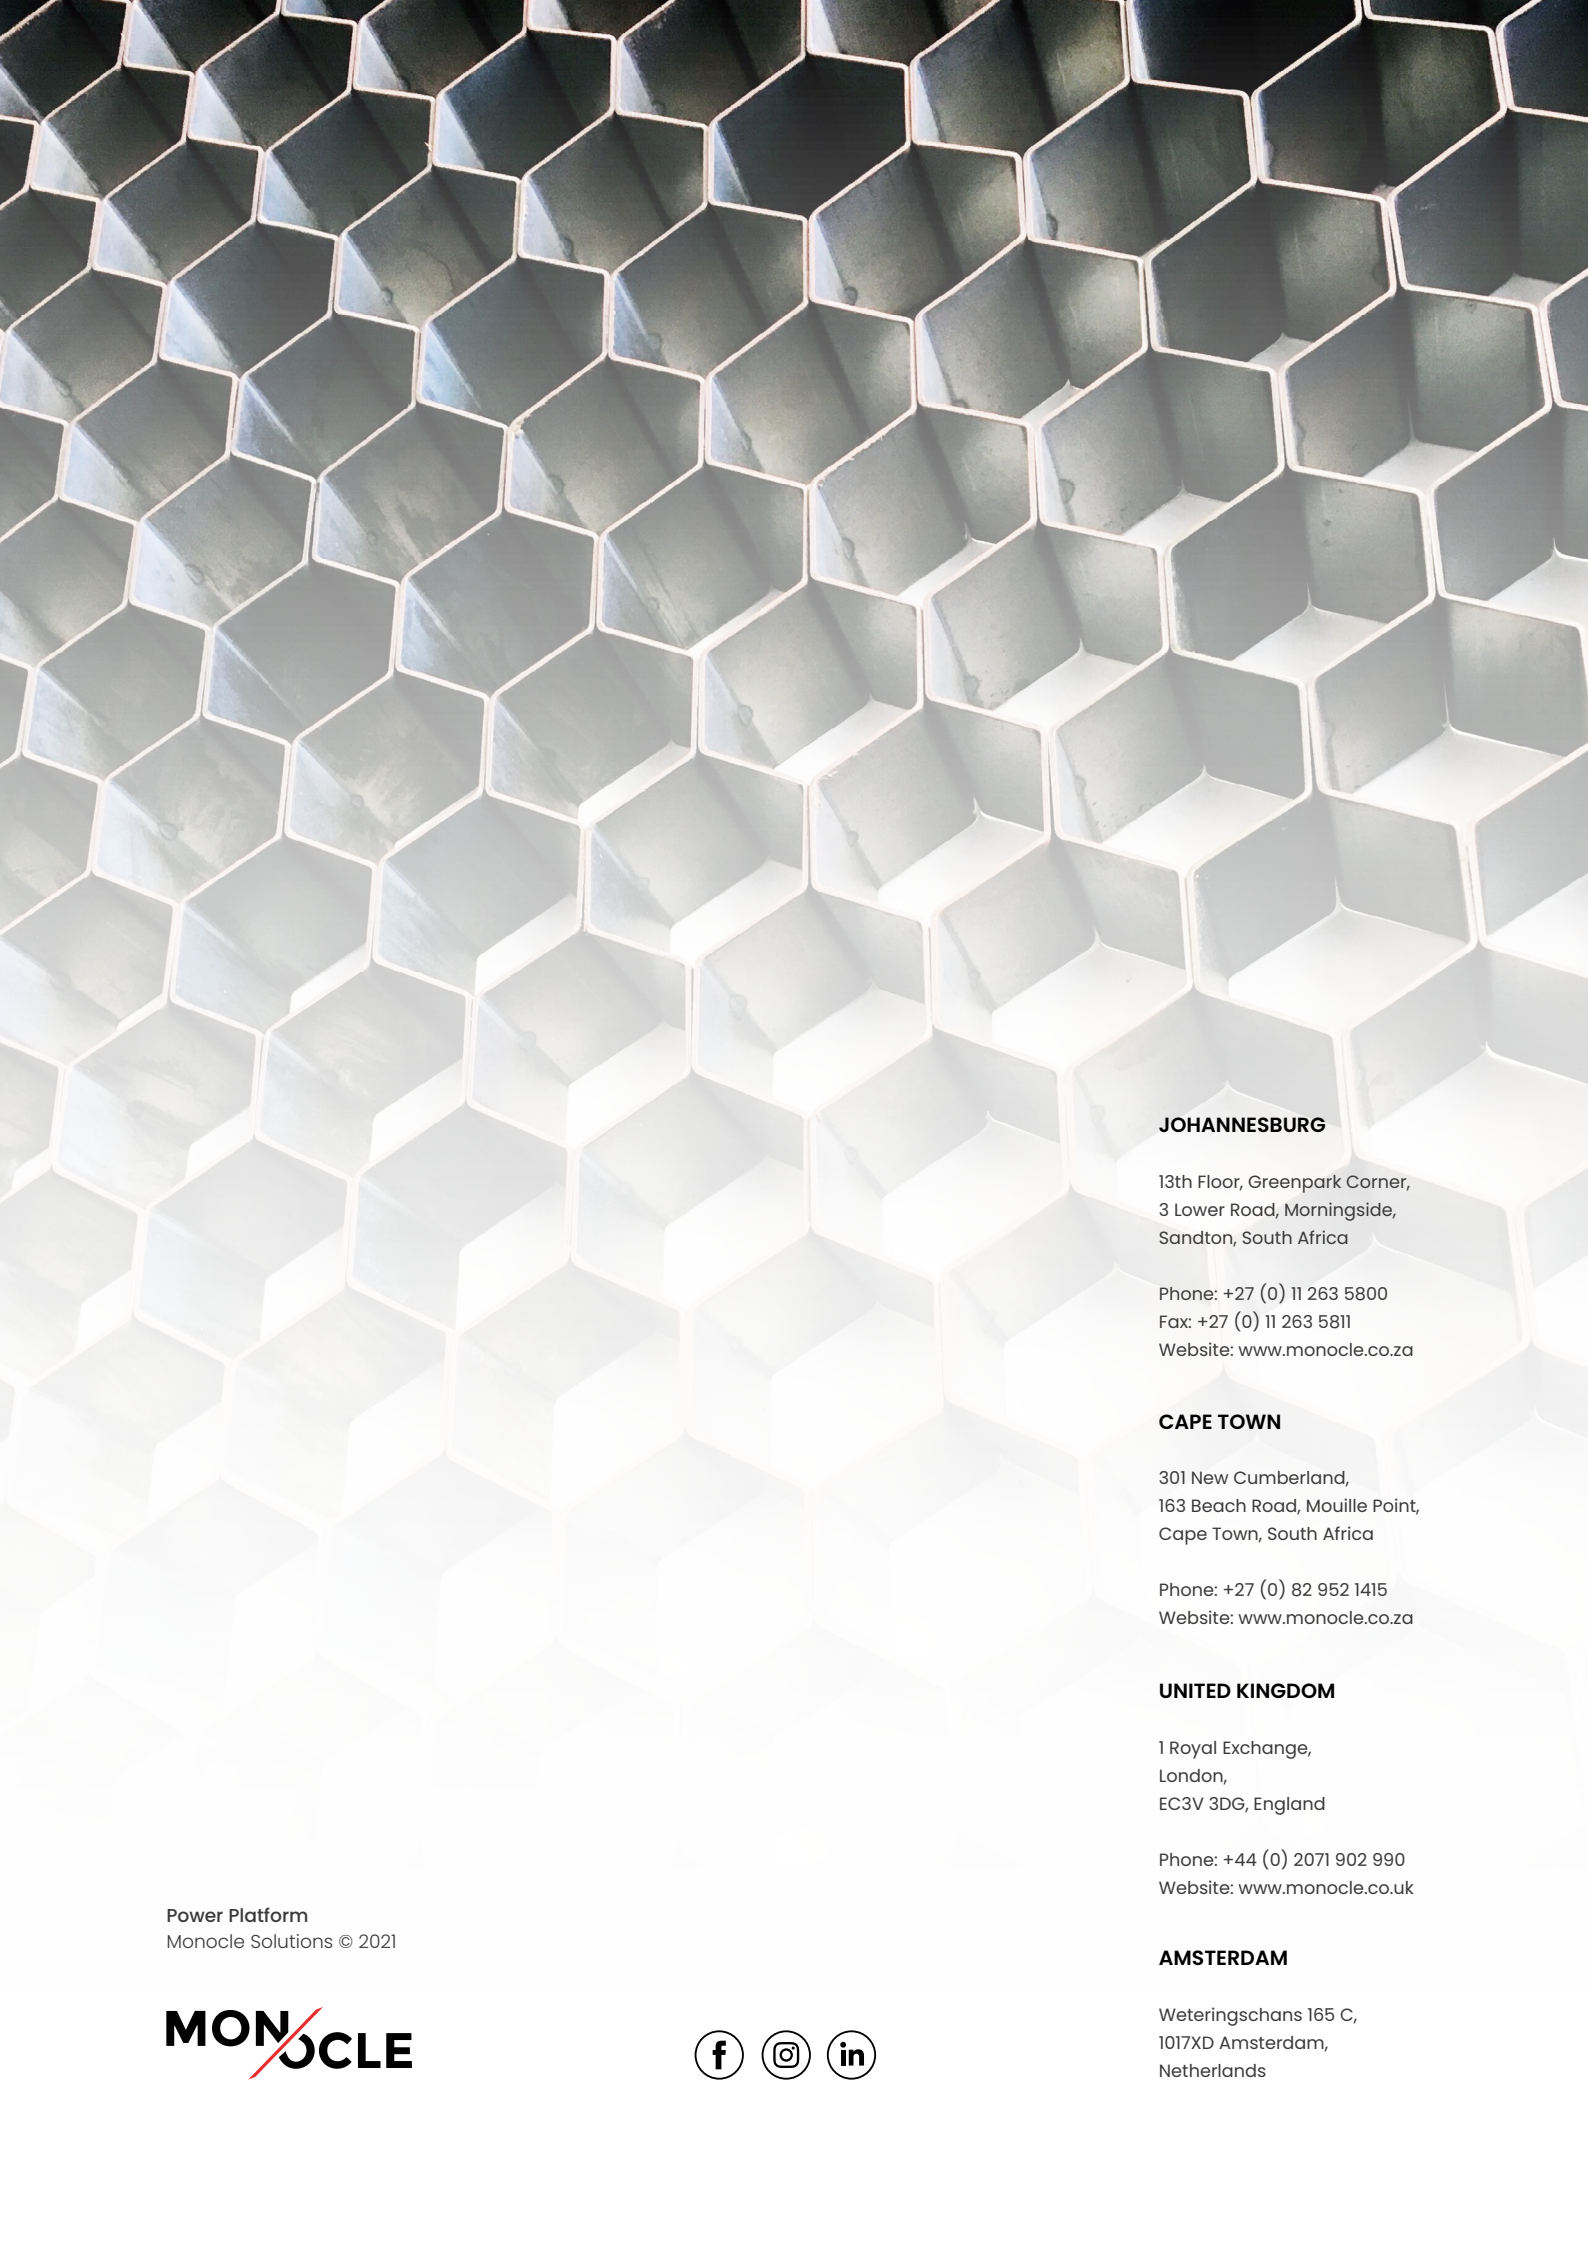 JOHANNESBURG
13th Floor, Greenpark Corner,
3 Lower Road, Morningside,
Sandton, South Africa
Phone: +27 (0) 11 263 5800
Fax: +27 (0) 11 263 5811
Website: www.monocle.co.za
CAPE TOWN
301 New Cumberland,
163 Beach Road, Mouille Point,
Cape Town, South Africa
Phone: +27 (0) 82 952 1415
Website: www.monocle.co.za
UNITED KINGDOM
1 Royal Exchange,
London,
EC3V 3DG, England
Phone: +44 (0) 2071 902 990
Website: www.monocle.co.uk
AMSTERDAM
Weteringschans 165 C,
1017XD Amsterdam,
Netherlands
Power Platform
Monocle Solutions © 2021
MONOCLE
f
in